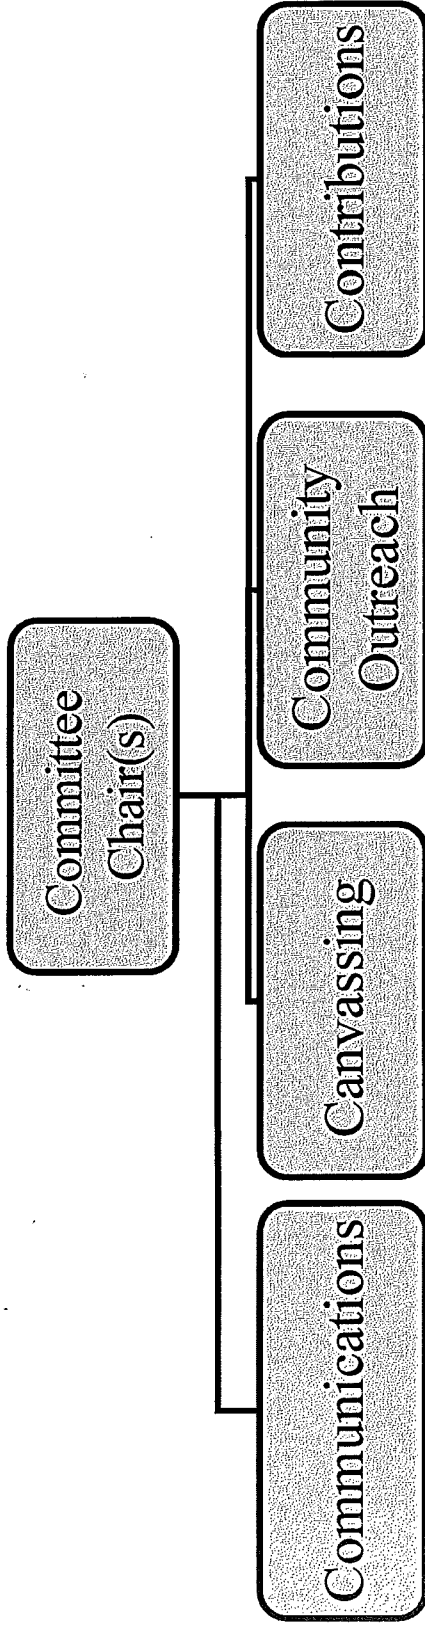 Committee
Chair(s)
Communications
Canvassing
Community
Outreach
Contributions